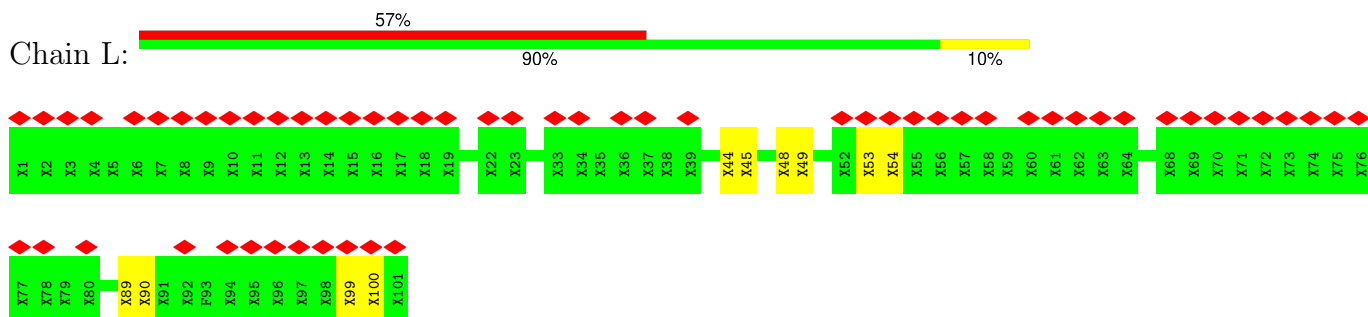 57%
Chain L:
90% 10%
X1 X2 X3 X4 X5 X6 X7 X8 X9 X10 X11 X12 X13 X14 X15 X16 X17 X18 X19 X22 X23 X33 X34 X35 X36 X37 X38 X39 X44 X45 X48 X49 X52 X53 X54 X55 X56 X57 X58 X59 X60 X61 X62 X63 X64 X68 X69 X70 X71 X72 X73 X74 X75 X76
X77 X78 X79 X80 X89 X90 X91 X92 F93 X94 X95 X96 X97 X98 X99 X100 X101